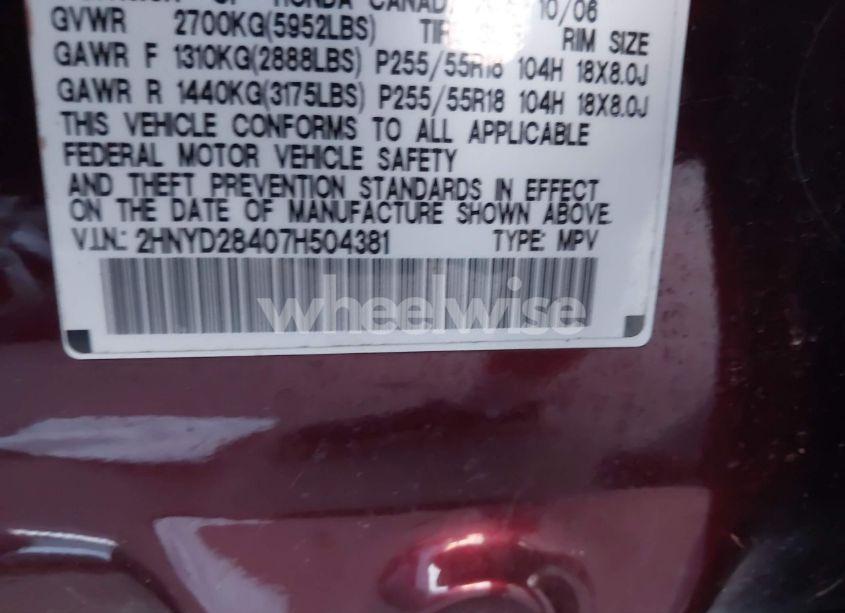 OF HONDA CANADA 10/06
GVWR 2700KG(5952LBS) TIR RIM SIZE
GAWR F 1310KG(2888LBS) P255/55R18 104H 18X8.0J
GAWR R 1440KG(3175LBS) P255/55R18 104H 18X8.0J
THIS VEHICLE CONFORMS TO ALL APPLICABLE
FEDERAL MOTOR VEHICLE SAFETY
AND THEFT PREVENTION STANDARDS IN EFFECT
ON THE DATE OF MANUFACTURE SHOWN ABOVE.
V.I.N.: 2HNYD28407H504381 TYPE: MPV
wheelwise